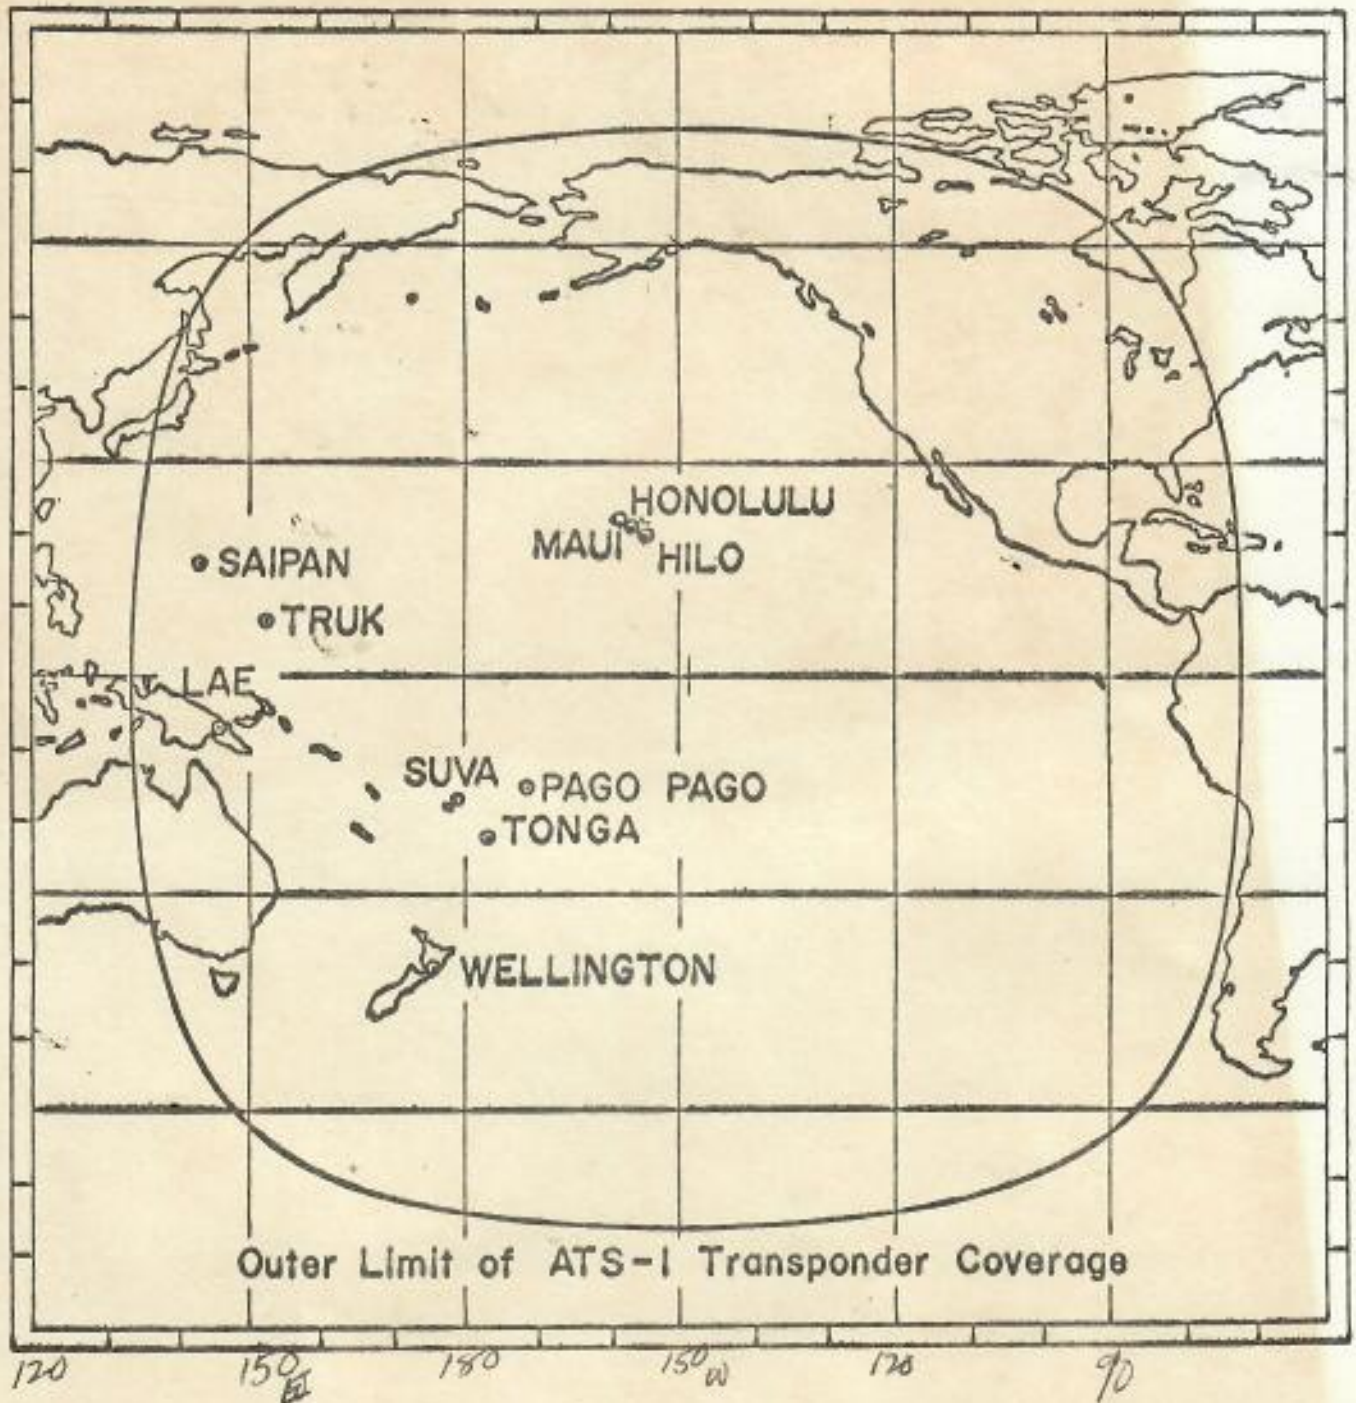 HONOLULU
MAUI HILO
SAIPAN
TRUK
LAE
SUVA
PAGO PAGO
TONGA
WELLINGTON
Outer Limit of ATS-1 Transponder Coverage
120 150 E 180 150 W 120 90